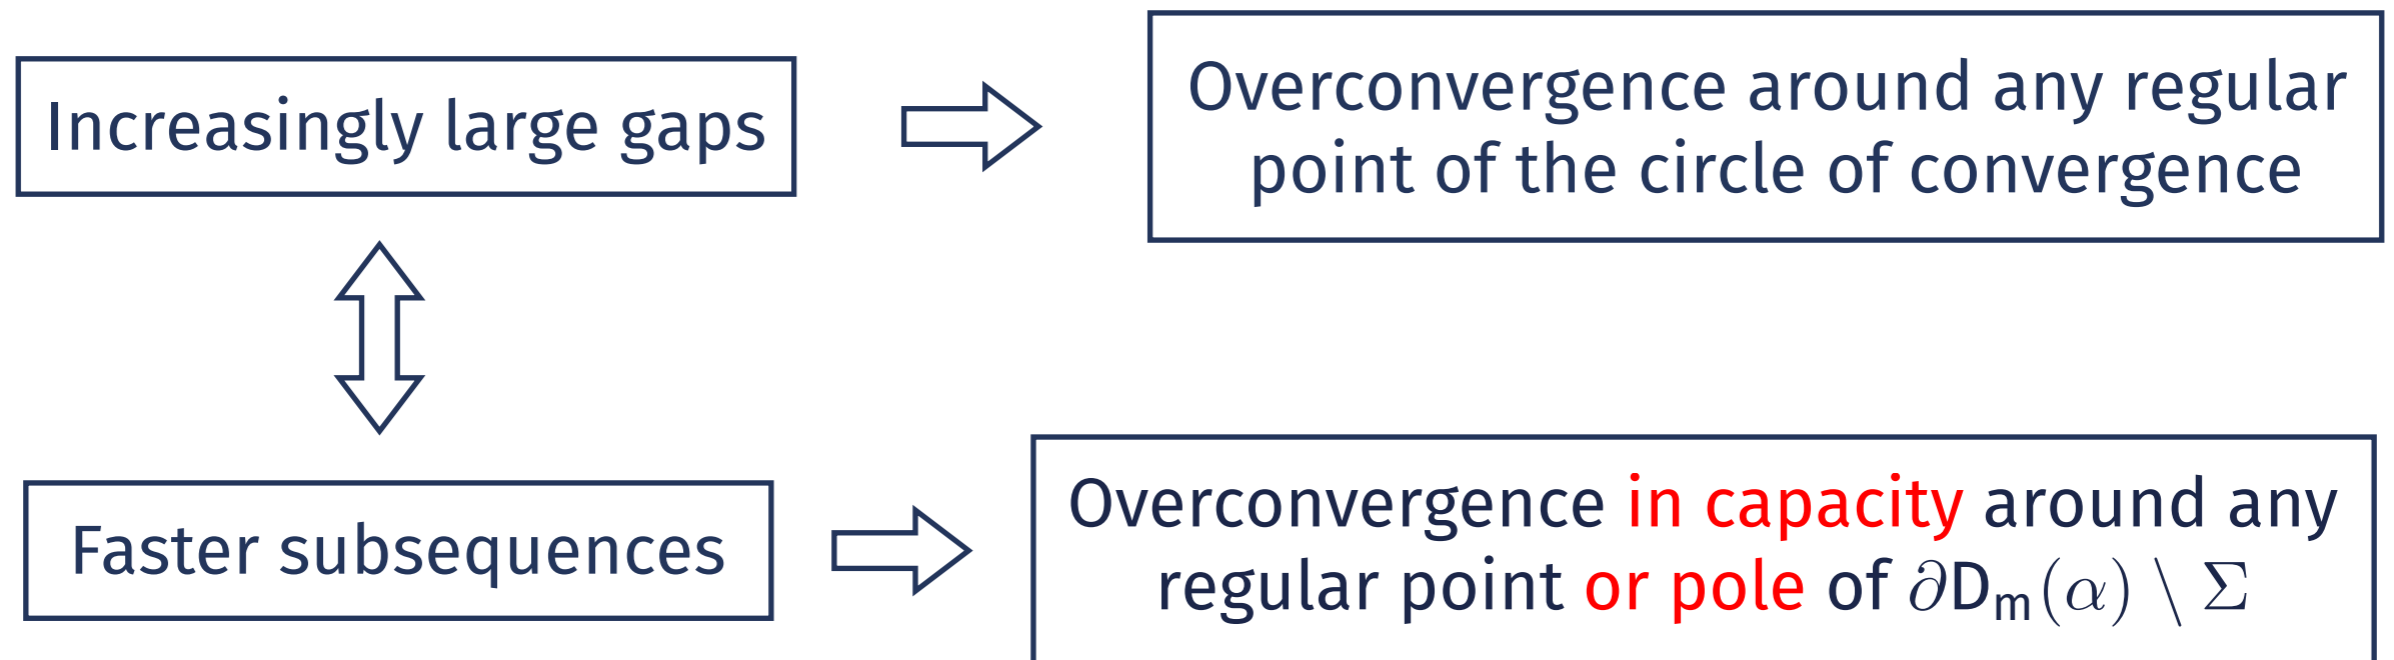 Increasingly large gaps
Overconvergence around any regular
point of the circle of convergence
Faster subsequences
Overconvergence in capacity around any
regular point or pole of ∂Dₘ(α) \ Σ